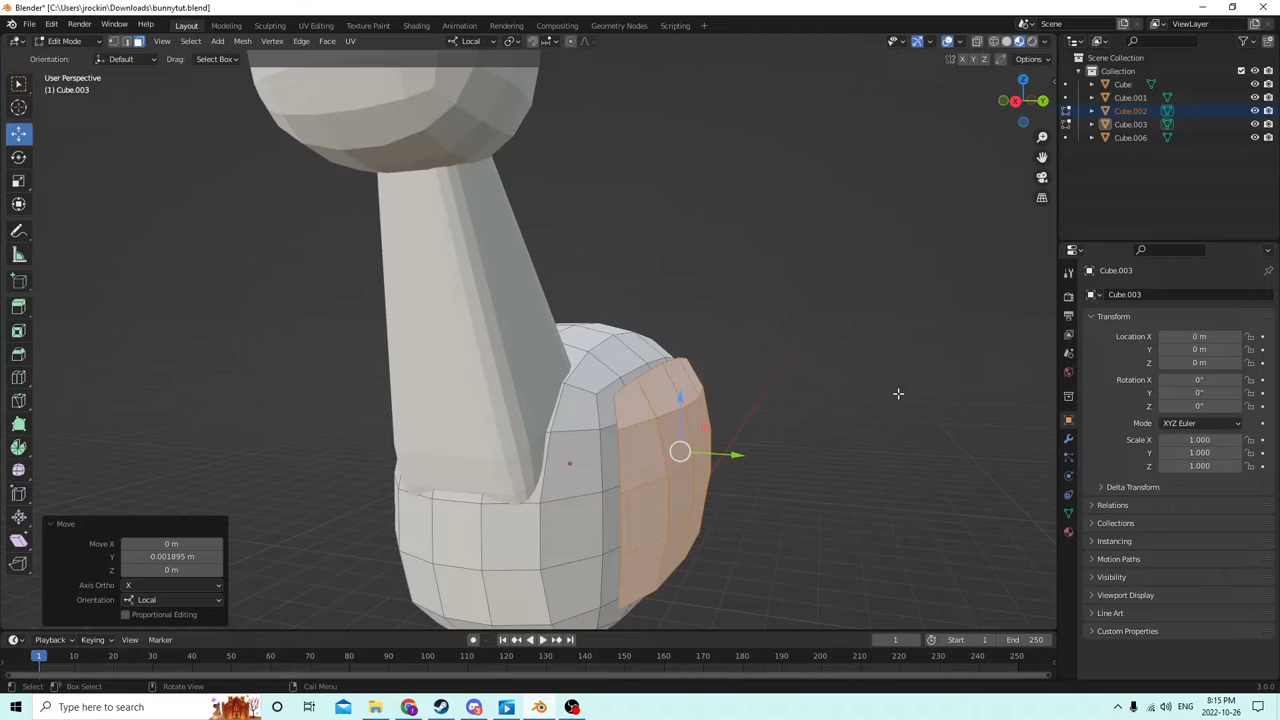 Blender* [C:\Users\jrockin\Downloads\bunnytut.blend]
File Edit Render Window Help Layout Modeling Sculpting UV Editing Texture Paint Shading Animation Rendering Compositing Geometry Nodes Scripting + Scene ViewLayer
Edit Mode View Select Add Mesh Vertex Edge Face UV Local
Orientation: Default Drag: Select Box X Y Z Options
User Perspective
(1) Cube.003
Z
X
Y
Scene Collection
Collection
Cube
Cube.001
Cube.002
Cube.003
Cube.006
Cube.003
Cube.003
Transform
Location X 0 m
Y 0 m
Z 0 m
Rotation X 0°
Y 0°
Z 0°
Mode XYZ Euler
Scale X 1.000
Y 1.000
Z 1.000
Delta Transform
Relations
Collections
Instancing
Motion Paths
Visibility
Viewport Display
Line Art
Custom Properties
Move
Move X 0 m
Y -0.001895 m
Z 0 m
Axis Ortho X
Orientation Local
Proportional Editing
Playback Keying View Marker 1 Start 1 End 250
1 10 20 30 40 50 60 70 80 90 100 110 120 130 140 150 160 170 180 190 200 210 220 230 240 250
Select Box Select Rotate View Call Menu 3.0.0
Type here to search ENG 8:15 PM
2022-10-26